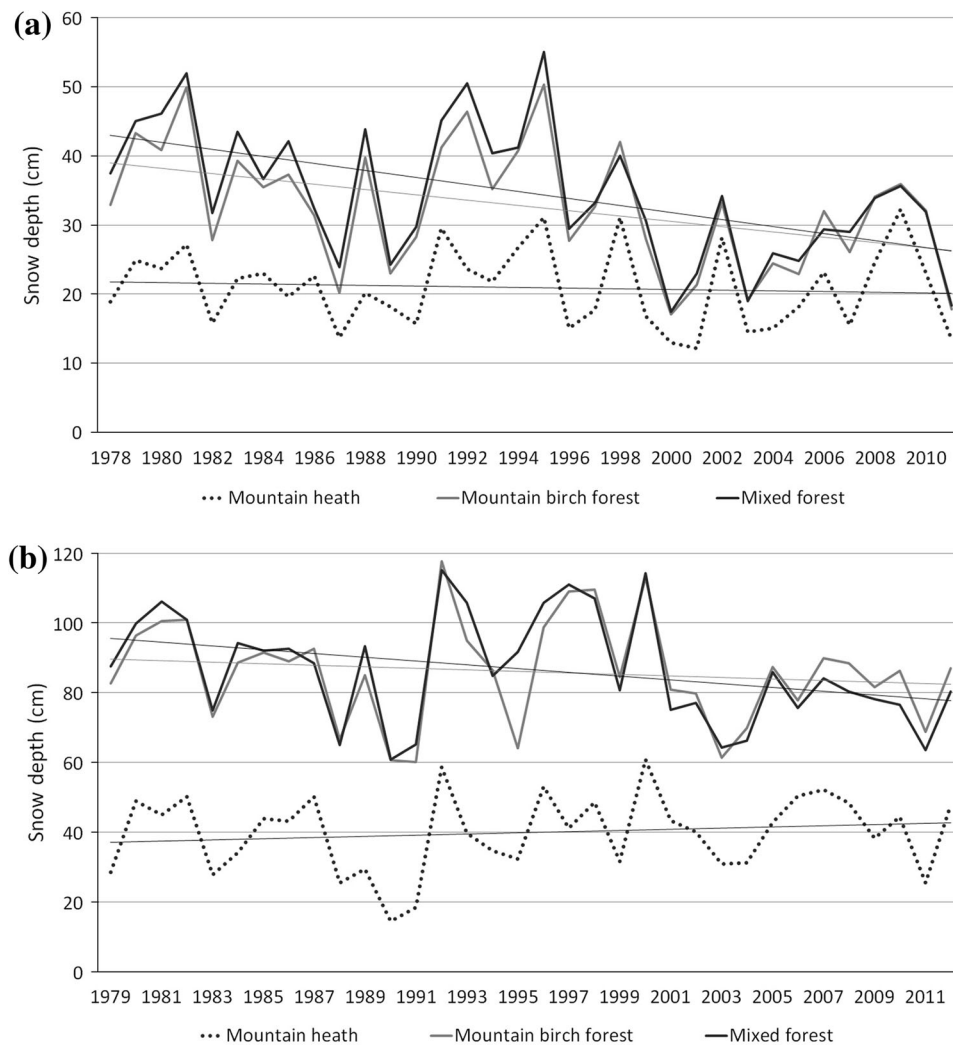 (a)
60
50
40
30
20
10
0
Snow depth (cm)
1978 1980 1982 1984 1986 1988 1990 1992 1994 1996 1998 2000 2002 2004 2006 2008 2010
Mountain heath Mountain birch forest Mixed forest
(b)
120
100
80
60
40
20
0
Snow depth (cm)
1979 1981 1983 1985 1987 1989 1991 1993 1995 1997 1999 2001 2003 2005 2007 2009 2011
Mountain heath Mountain birch forest Mixed forest